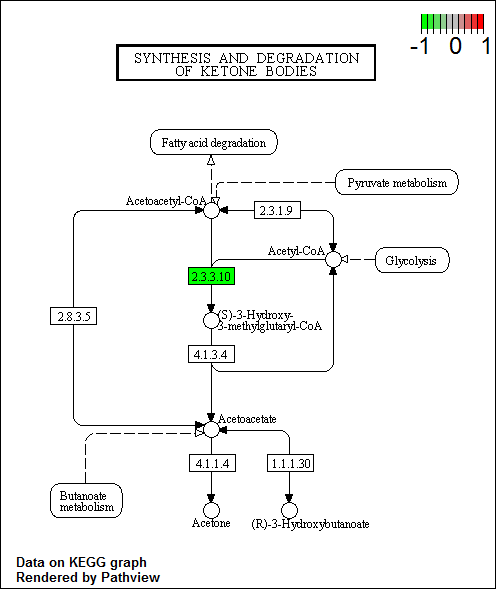 -1 0 1
SYNTHESIS AND DEGRADATION
OF KETONE BODIES
Fatty acid degradation
Pyruvate metabolism
Acetoacetyl-CoA
2.3.1.9
Acetyl-CoA
Glycolysis
2.3.3.10
2.8.3.5
(S)-3-Hydroxy-
3-methylglutaryl-CoA
4.1.3.4
Acetoacetate
4.1.1.4
1.1.1.30
Butanoate
metabolism
Acetone
(R)-3-Hydroxybutanoate
Data on KEGG graph
Rendered by Pathview